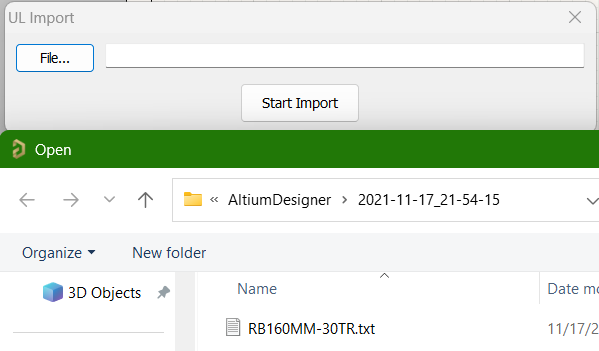 UL Import
File...
Start Import
Open
« AltiumDesigner > 2021-11-17_21-54-15
Organize New folder
3D Objects
Name Date mo
RB160MM-30TR.txt 11/17/2